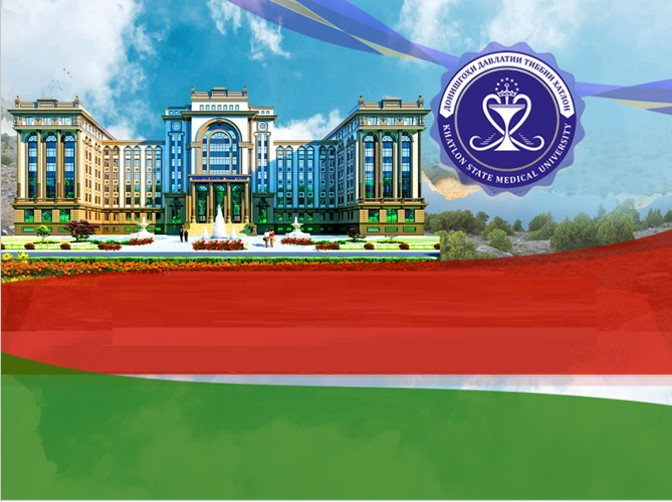 ДОНИШГОҲИ ДАВЛАТИИ ТИББИИ ХАТЛОН
KHATLON STATE MEDICAL UNIVERSITY